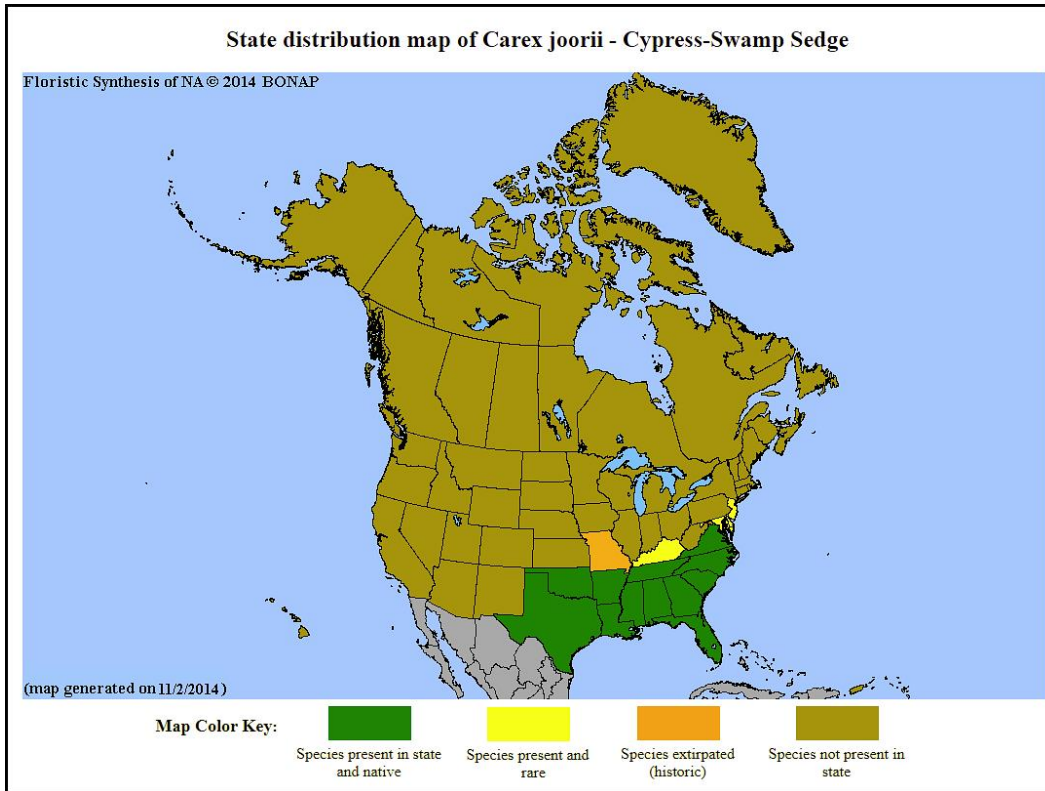 State distribution map of Carex joorii - Cypress-Swamp Sedge
Floristic Synthesis of NA © 2014 BONAP
(map generated on 11/2/2014)
Map Color Key:
Species present in state
and native
Species present and
rare
Species extirpated
(historic)
Species not present in
state